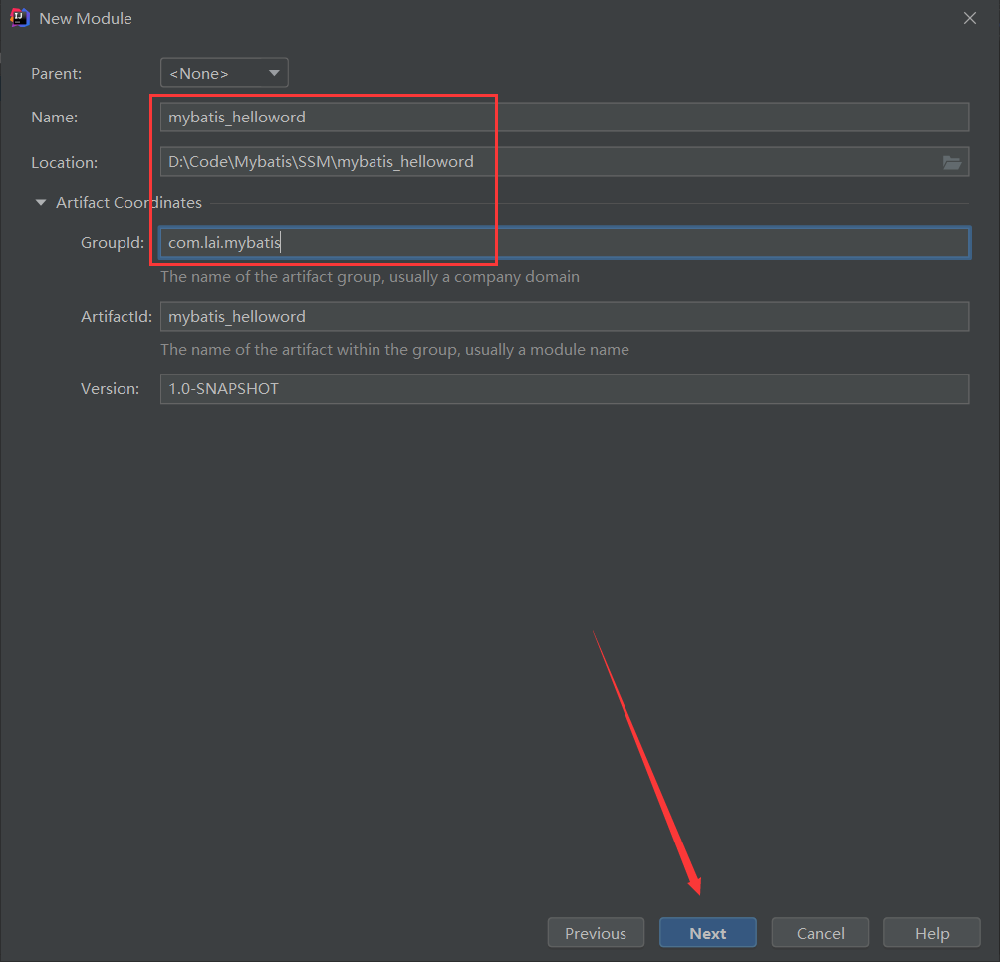 New Module
Parent: <None>
Name: mybatis_helloword
Location: D:\Code\Mybatis\SSM\mybatis_helloword
Artifact Coordinates
GroupId: com.lai.mybatis
The name of the artifact group, usually a company domain
ArtifactId: mybatis_helloword
The name of the artifact within the group, usually a module name
Version: 1.0-SNAPSHOT
Previous Next Cancel Help